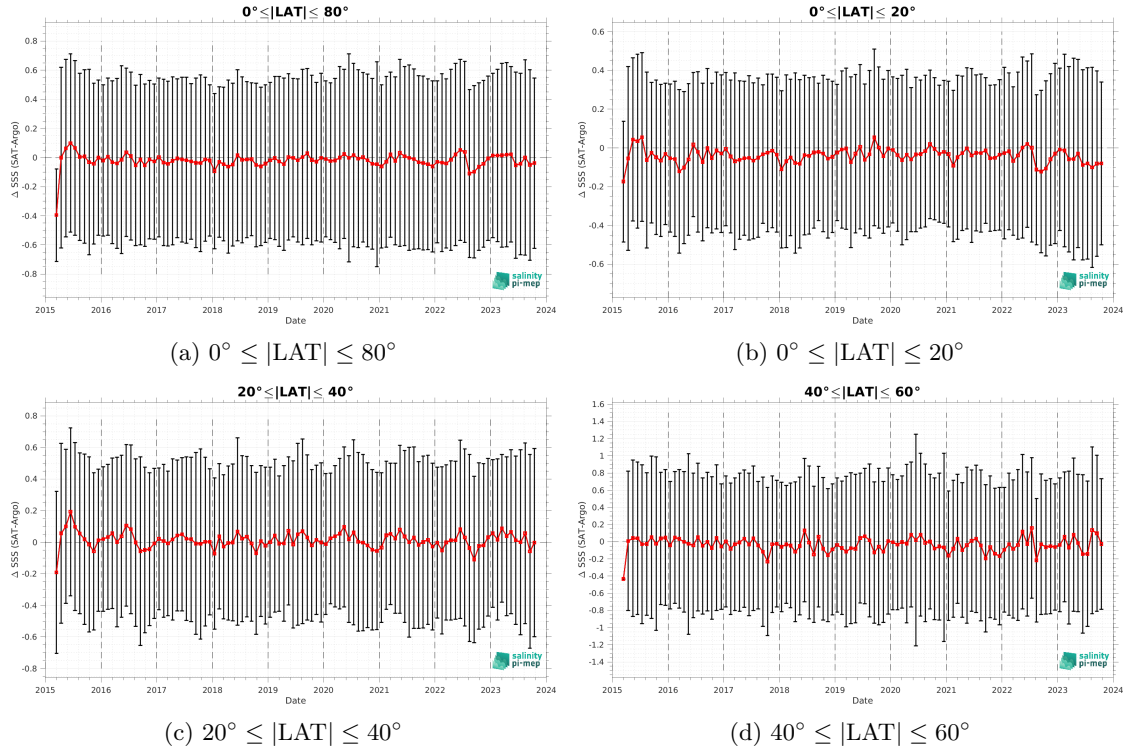 0°≤|LAT|≤ 80°
0.8
0.6
0.4
0.2
0
-0.2
-0.4
-0.6
-0.8
Δ SSS (SAT-Argo)
2015 2016 2017 2018 2019 2020 2021 2022 2023 2024
Date
salinity
pi-mep
(a) 0° ≤ |LAT| ≤ 80°
0°≤|LAT|≤ 20°
0.6
0.4
0.2
0
-0.2
-0.4
-0.6
Δ SSS (SAT-Argo)
2015 2016 2017 2018 2019 2020 2021 2022 2023 2024
Date
salinity
pi-mep
(b) 0° ≤ |LAT| ≤ 20°
20°≤|LAT|≤ 40°
0.8
0.6
0.4
0.2
0
-0.2
-0.4
-0.6
-0.8
Δ SSS (SAT-Argo)
2015 2016 2017 2018 2019 2020 2021 2022 2023 2024
Date
salinity
pi-mep
(c) 20° ≤ |LAT| ≤ 40°
40°≤|LAT|≤ 60°
1.6
1.4
1.2
1
0.8
0.6
0.4
0.2
0
-0.2
-0.4
-0.6
-0.8
-1
-1.2
-1.4
Δ SSS (SAT-Argo)
2015 2016 2017 2018 2019 2020 2021 2022 2023 2024
Date
salinity
pi-mep
(d) 40° ≤ |LAT| ≤ 60°